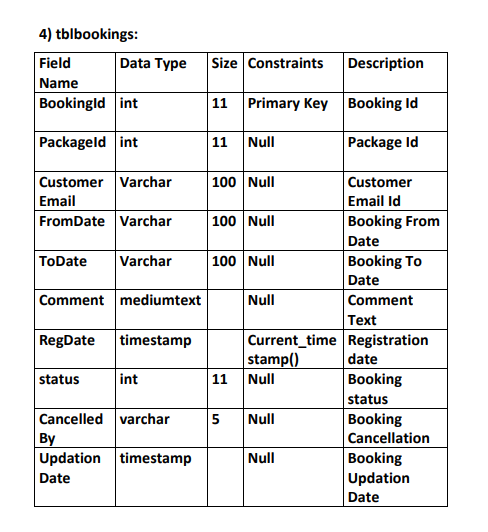 4) tblbookings:
Field Name Data Type Size Constraints Description
BookingId int 11 Primary Key Booking Id
PackageId int 11 Null Package Id
Customer Email Varchar 100 Null Customer Email Id
FromDate Varchar 100 Null Booking From Date
ToDate Varchar 100 Null Booking To Date
Comment mediumtext Null Comment Text
RegDate timestamp Current_time stamp() Registration date
status int 11 Null Booking status
Cancelled By varchar 5 Null Booking Cancellation
Updation Date timestamp Null Booking Updation Date